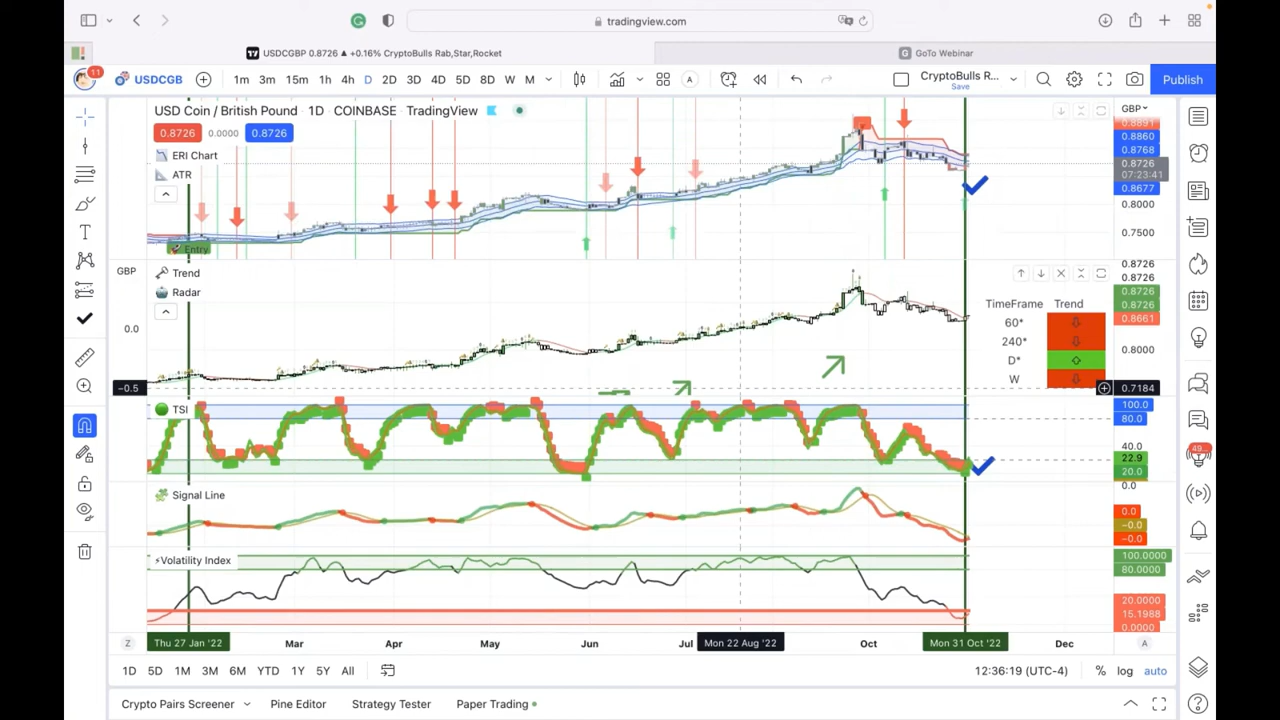 tradingview.com
USDCGBP 0.8726 ▲ +0.16% CryptoBulls Rab,Star,Rocket
GoTo Webinar
11
USDCGB
1m 3m 15m 1h 4h D 2D 3D 4D 5D 8D W M
CryptoBulls R...
Save
Publish
USD Coin / British Pound · 1D · COINBASE · TradingView
GBP
0.8726 0.0000 0.8726
0.8891
0.8860
0.8768
0.8726
07:23:41
0.8677
0.8000
0.7500
ERI Chart
ATR
Entry
GBP
Trend
Radar
0.0
−0.5
TimeFrame Trend
60*
240*
D*
W
0.8726
0.8726
0.8726
0.8726
0.8661
0.8000
0.7184
TSI
100.0
80.0
40.0
22.9
20.0
Signal Line
0.0
0.0
−0.0
−0.0
Volatility Index
100.0000
80.0000
20.0000
15.1988
0.0000
Z
Thu 27 Jan '22
Mar Apr May Jun Jul
Mon 22 Aug '22
Oct
Mon 31 Oct '22
Dec
A
1D 5D 1M 3M 6M YTD 1Y 5Y All
12:36:19 (UTC-4)
% log auto
Crypto Pairs Screener Pine Editor Strategy Tester Paper Trading